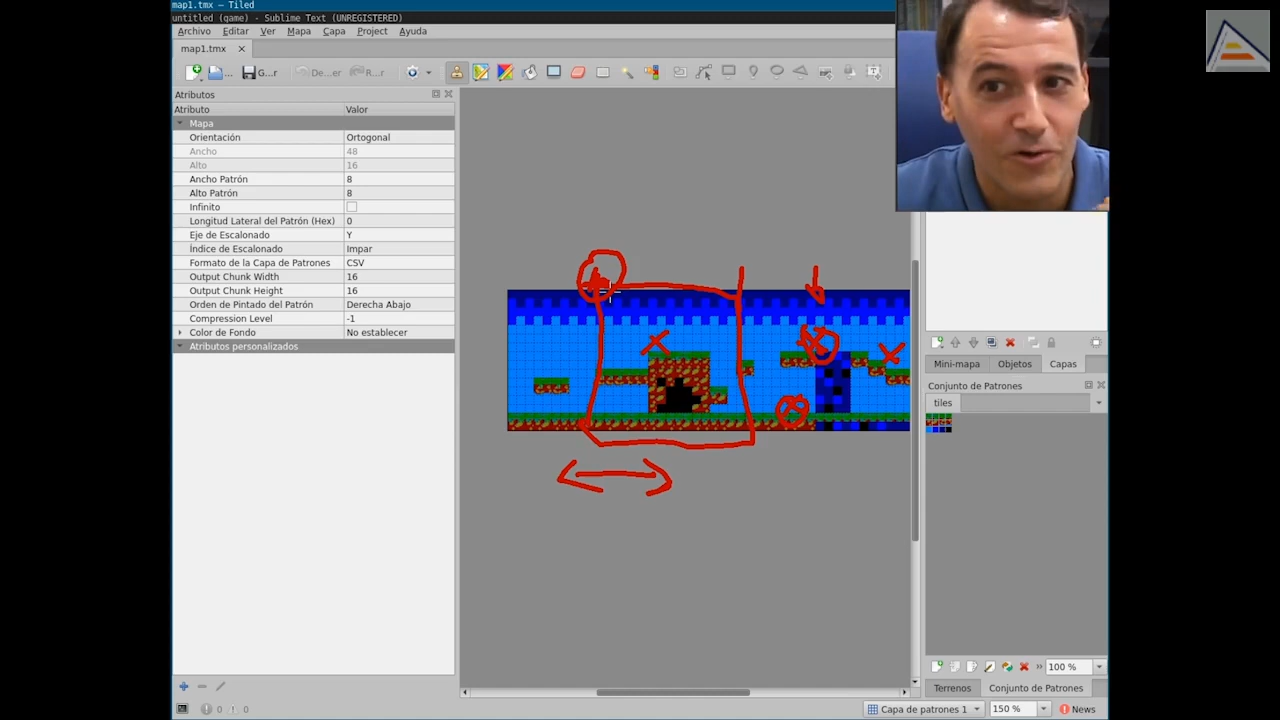 map1.tmx — Tiled
untitled (game) - Sublime Text (UNREGISTERED)
Archivo Editar Ver Mapa Capa Project Ayuda
map1.tmx
... G...r De...er R...r
Atributos
Atributo Valor
Mapa
Orientación Ortogonal
Ancho 48
Alto 16
Ancho Patrón 8
Alto Patrón 8
Infinito
Longitud Lateral del Patrón (Hex) 0
Eje de Escalonado Y
Índice de Escalonado Impar
Formato de la Capa de Patrones CSV
Output Chunk Width 16
Output Chunk Height 16
Orden de Pintado del Patrón Derecha Abajo
Compression Level -1
Color de Fondo No establecer
Atributos personalizados
Mini-mapa Objetos Capas
Conjunto de Patrones
tiles
100 %
Terrenos Conjunto de Patrones
0 0 Capa de patrones 1 150 % News